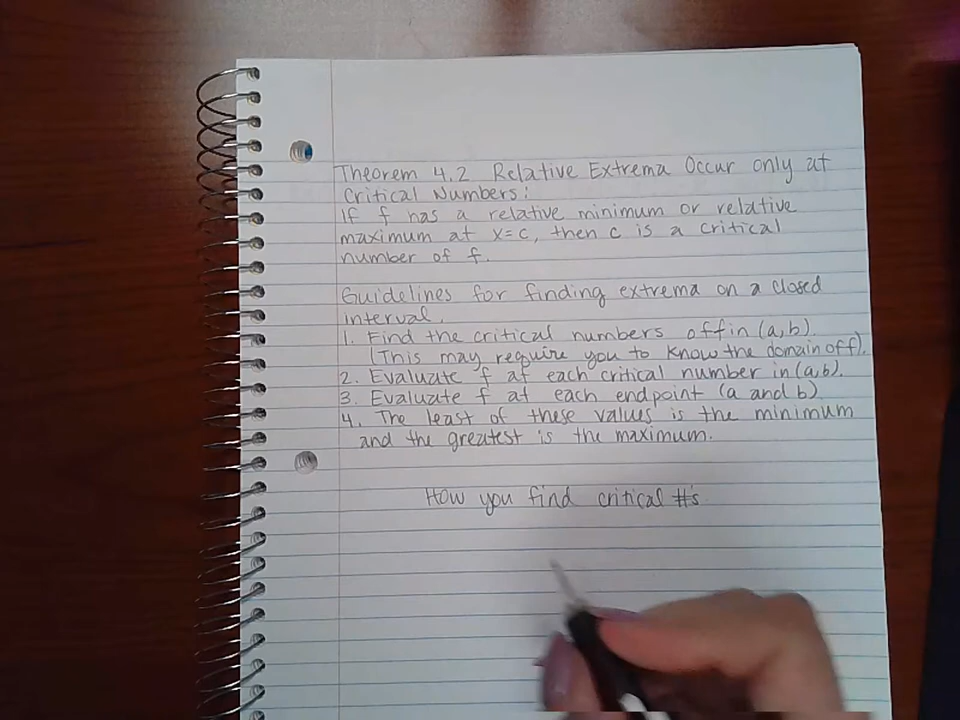 Theorem 4.2 Relative Extrema Occur only at
Critical Numbers:
If f has a relative minimum or relative
maximum at x=c, then c is a critical
number of f.
Guidelines for finding extrema on a closed
interval.
1. Find the critical numbers of f in (a,b).
(This may require you to know the domain of f).
2. Evaluate f at each critical number in (a,b).
3. Evaluate f at each endpoint (a and b)
4. The least of these values is the minimum
and the greatest is the maximum.
How you find critical #'s